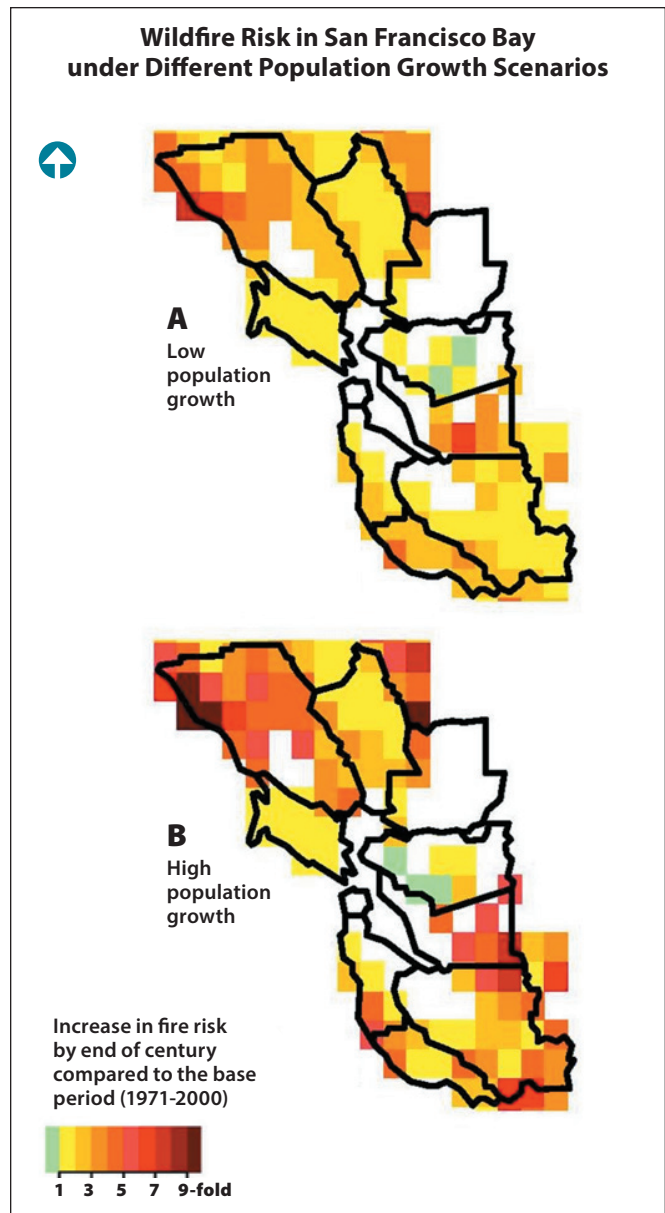 Wildfire Risk in San Francisco Bay
under Different Population Growth Scenarios
A
Low
population
growth
B
High
population
growth
Increase in fire risk
by end of century
compared to the base
period (1971-2000)
1 3 5 7 9-fold